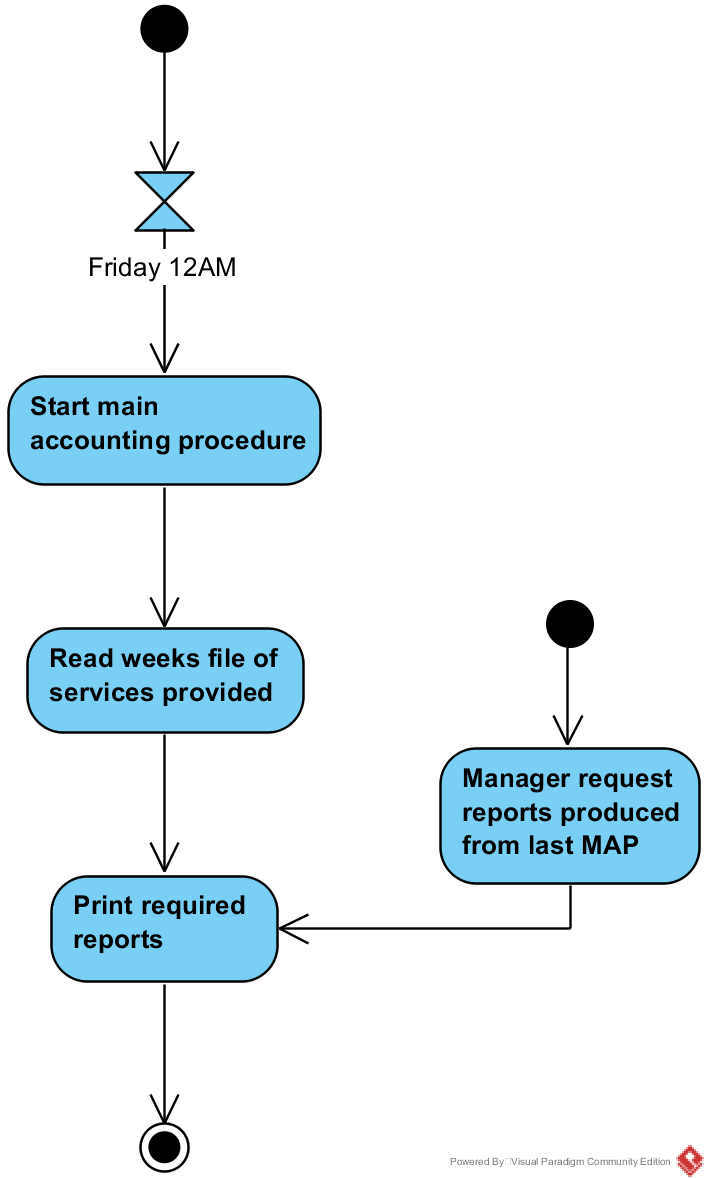 Friday 12AM
Start main
accounting procedure
Read weeks file of
services provided
Manager request
reports produced
from last MAP
Print required
reports
Powered By Visual Paradigm Community Edition